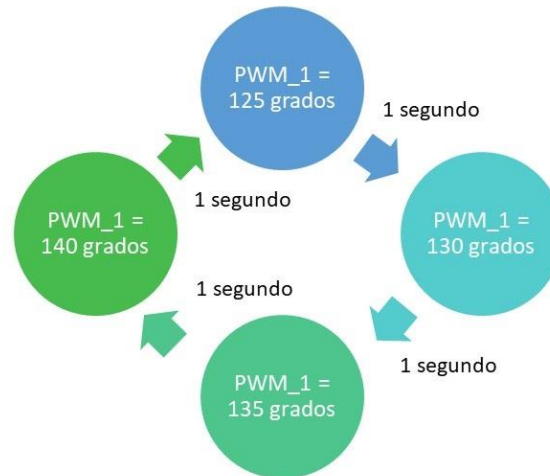 PWM_1 =
125 grados
1 segundo
PWM_1 =
130 grados
1 segundo
PWM_1 =
135 grados
1 segundo
PWM_1 =
140 grados
1 segundo